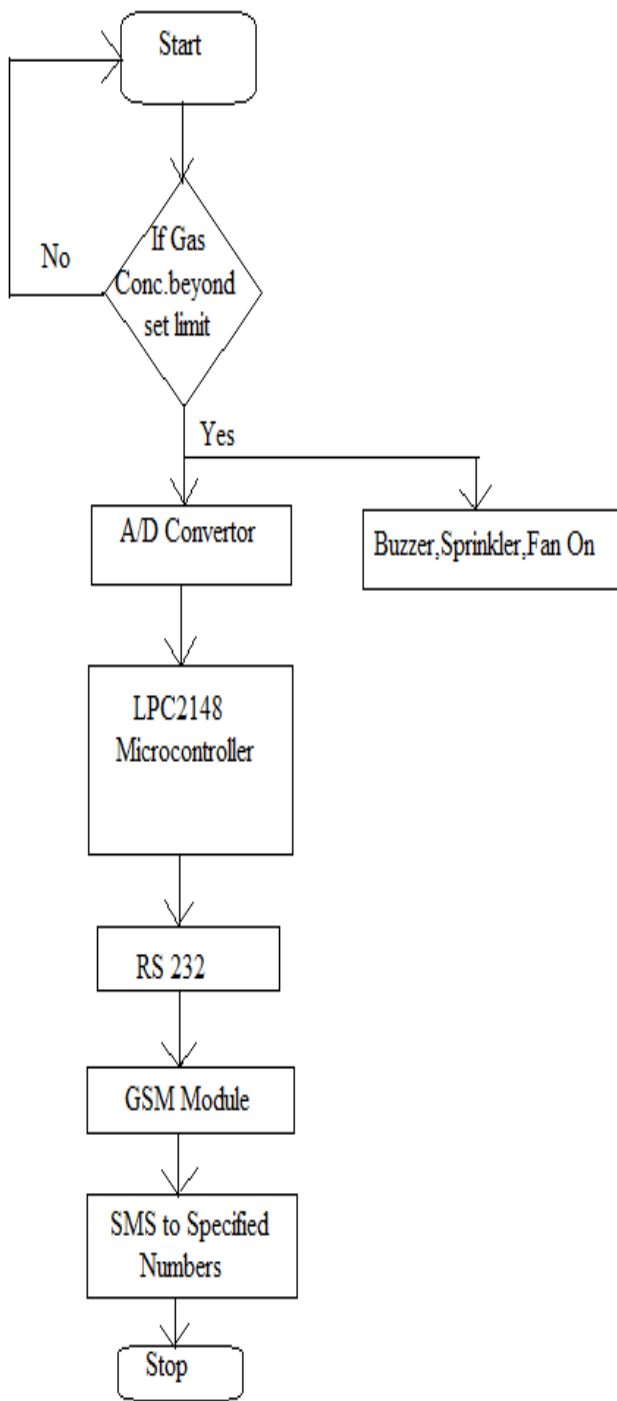 Start
If Gas
Conc.beyond
set limit
No
Yes
A/D Convertor
Buzzer,Sprinkler,Fan On
LPC2148
Microcontroller
RS 232
GSM Module
SMS to Specified
Numbers
Stop